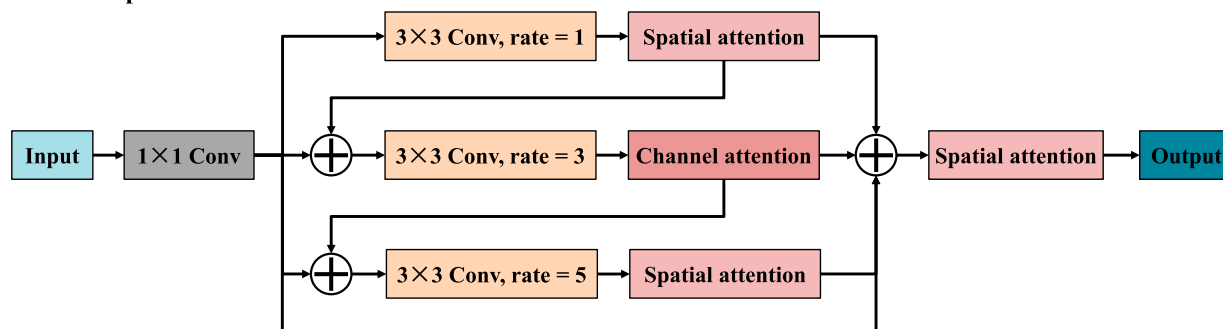 3×3 Conv, rate = 1
Spatial attention
Input
1×1 Conv
3×3 Conv, rate = 3
Channel attention
Spatial attention
Output
3×3 Conv, rate = 5
Spatial attention